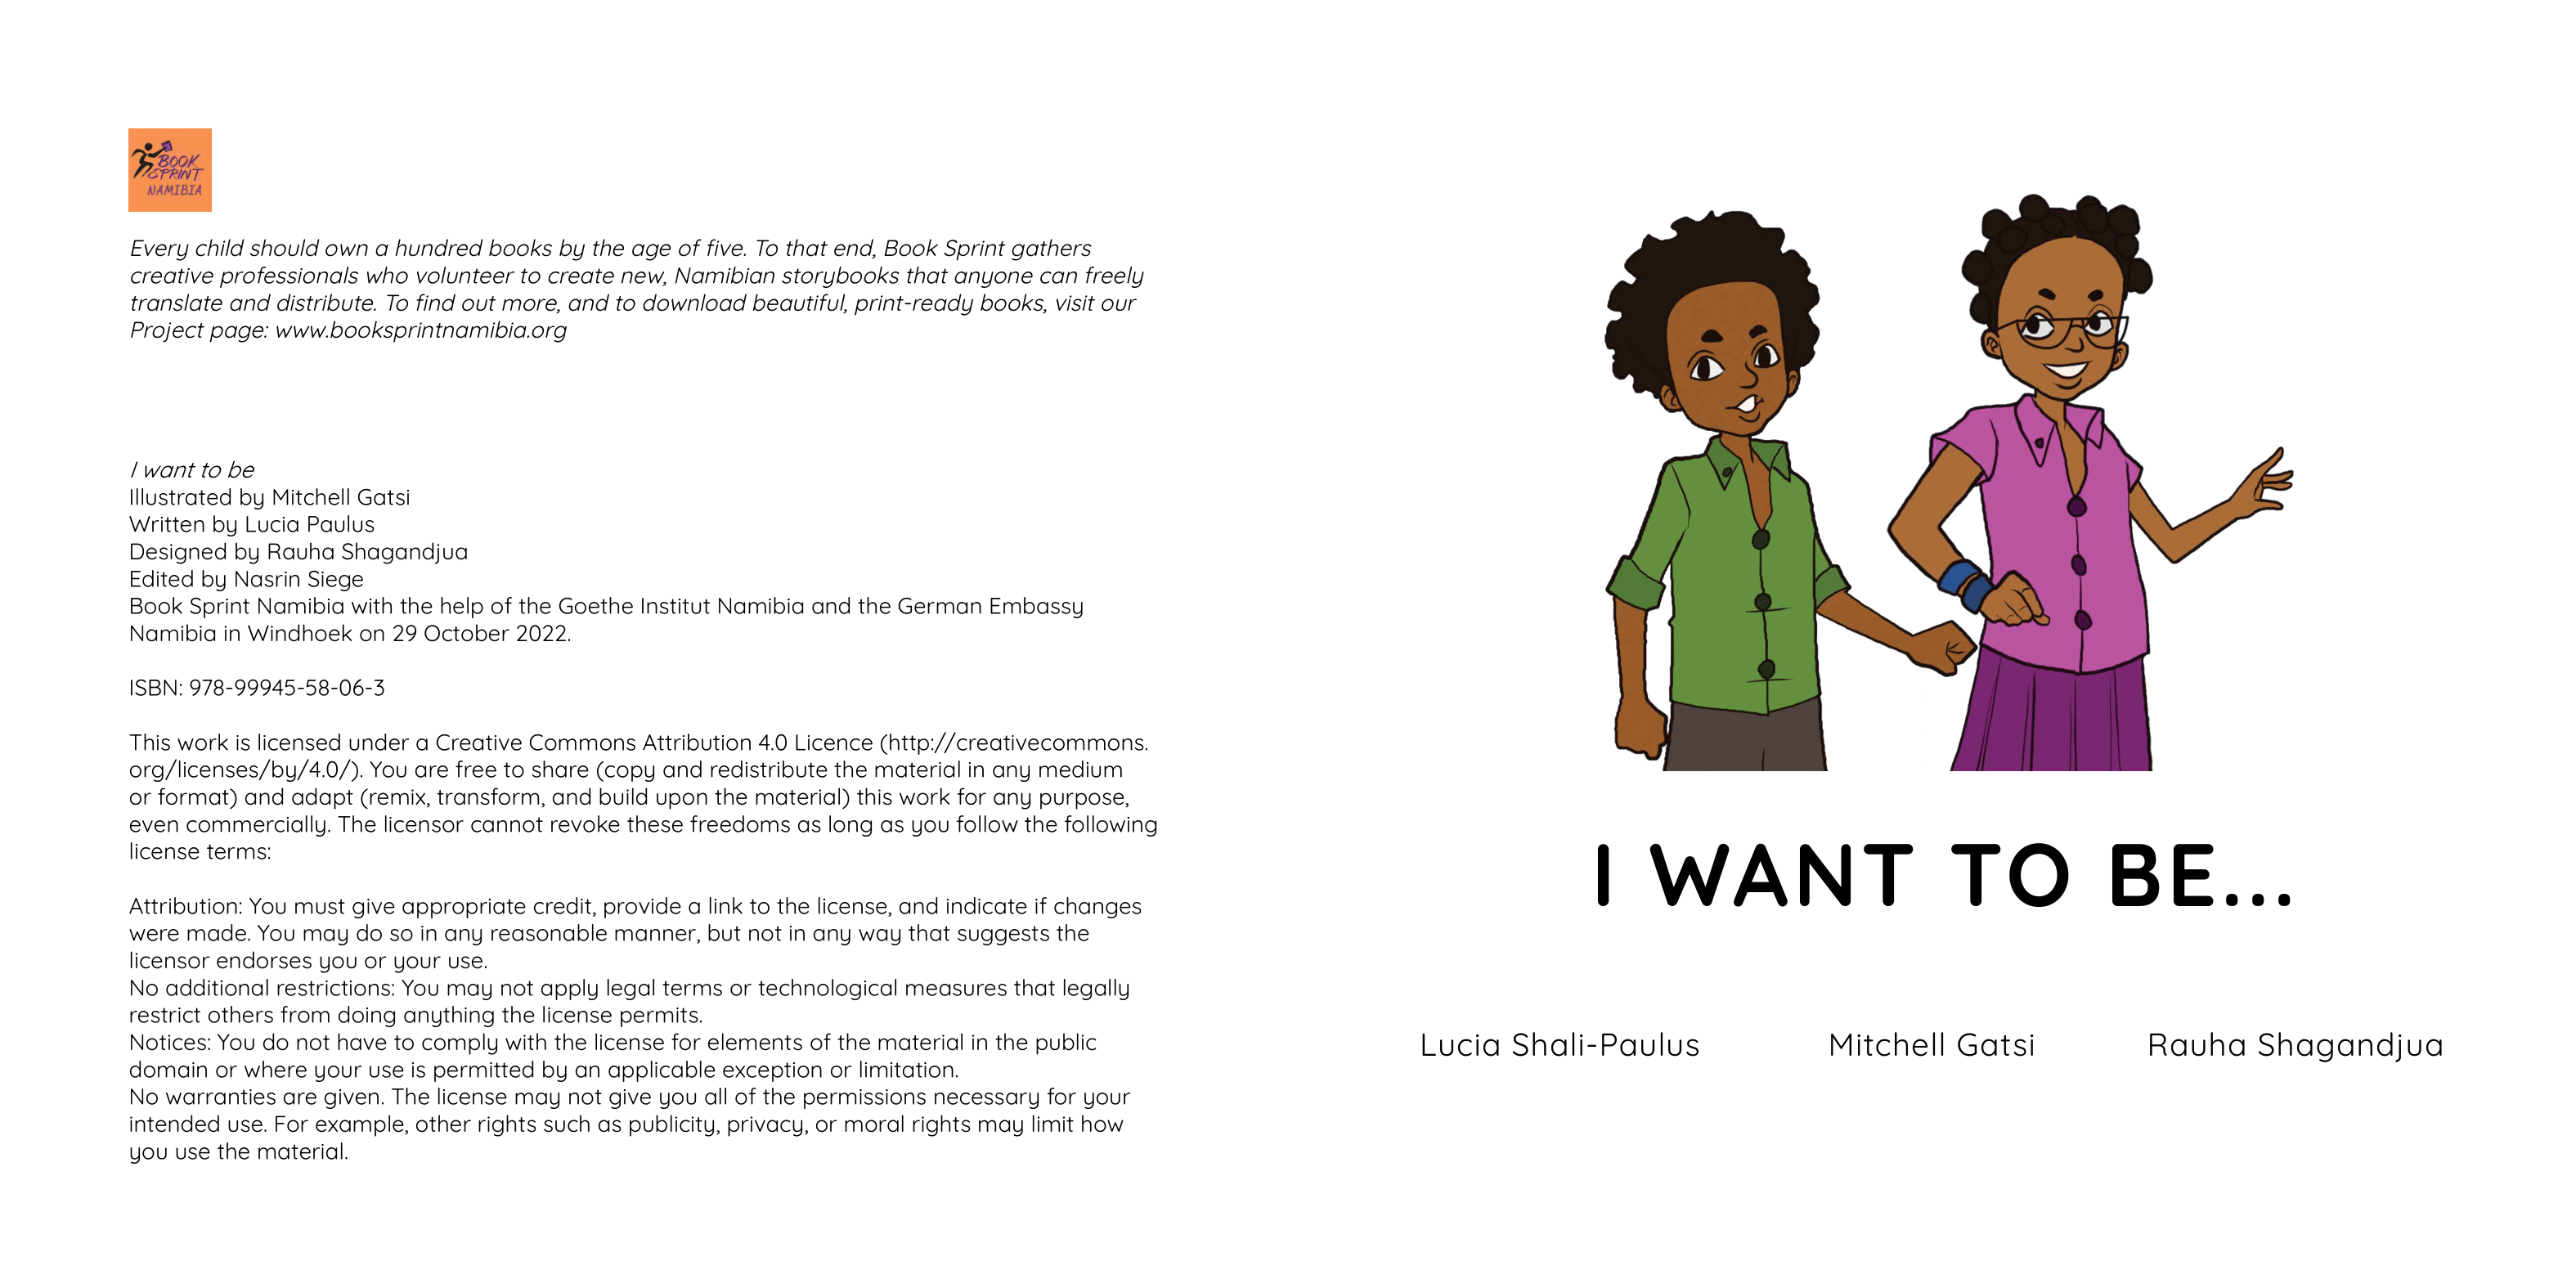 BOOK
SPRINT
NAMIBIA
Every child should own a hundred books by the age of five. To that end, Book Sprint gathers
creative professionals who volunteer to create new, Namibian storybooks that anyone can freely
translate and distribute. To find out more, and to download beautiful, print-ready books, visit our
Project page: www.booksprintnamibia.org
I want to be
Illustrated by Mitchell Gatsi
Written by Lucia Paulus
Designed by Rauha Shagandjua
Edited by Nasrin Siege
Book Sprint Namibia with the help of the Goethe Institut Namibia and the German Embassy
Namibia in Windhoek on 29 October 2022.
ISBN: 978-99945-58-06-3
This work is licensed under a Creative Commons Attribution 4.0 Licence (http://creativecommons.
org/licenses/by/4.0/). You are free to share (copy and redistribute the material in any medium
or format) and adapt (remix, transform, and build upon the material) this work for any purpose,
even commercially. The licensor cannot revoke these freedoms as long as you follow the following
license terms:
Attribution: You must give appropriate credit, provide a link to the license, and indicate if changes
were made. You may do so in any reasonable manner, but not in any way that suggests the
licensor endorses you or your use.
No additional restrictions: You may not apply legal terms or technological measures that legally
restrict others from doing anything the license permits.
Notices: You do not have to comply with the license for elements of the material in the public
domain or where your use is permitted by an applicable exception or limitation.
No warranties are given. The license may not give you all of the permissions necessary for your
intended use. For example, other rights such as publicity, privacy, or moral rights may limit how
you use the material.
I WANT TO BE...
Lucia Shali-Paulus Mitchell Gatsi Rauha Shagandjua